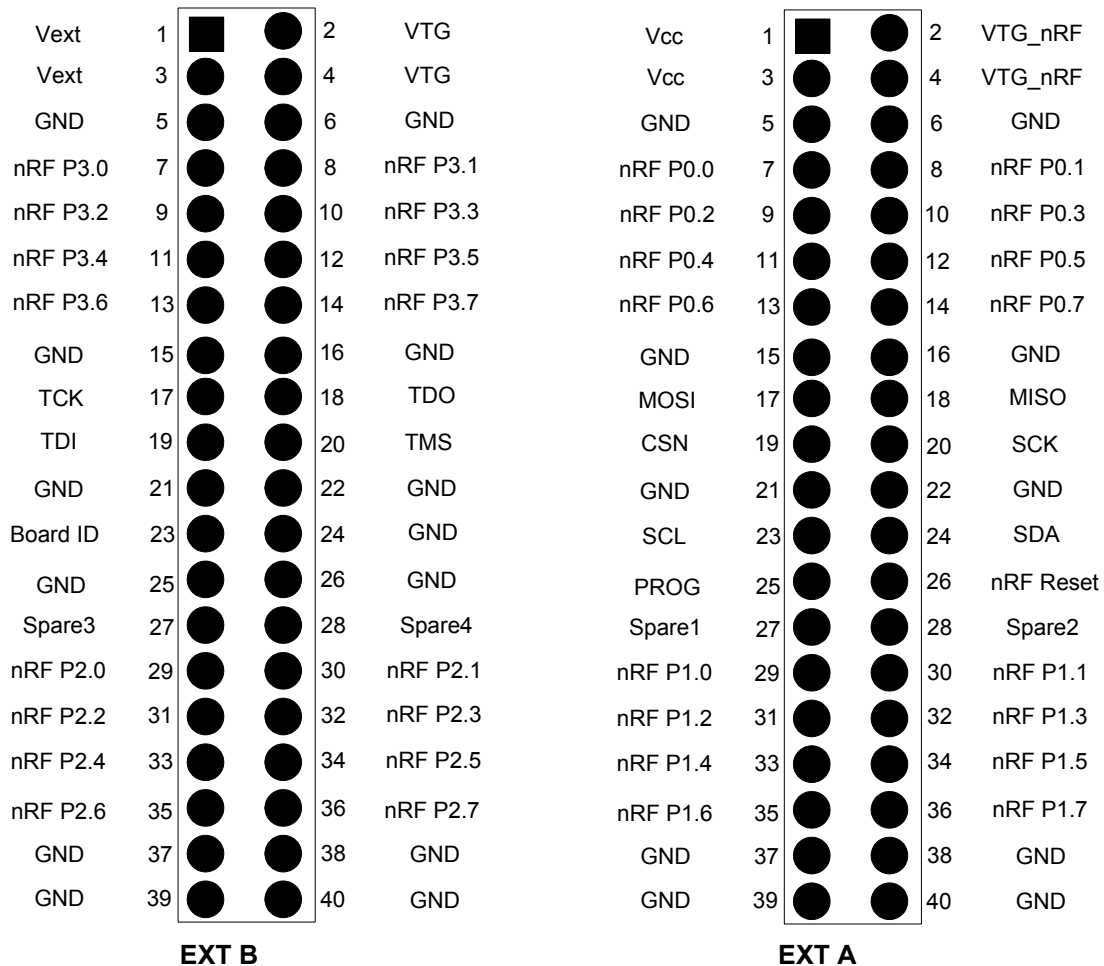 Vext 1 2 VTG
Vext 3 4 VTG
GND 5 6 GND
nRF P3.0 7 8 nRF P3.1
nRF P3.2 9 10 nRF P3.3
nRF P3.4 11 12 nRF P3.5
nRF P3.6 13 14 nRF P3.7
GND 15 16 GND
TCK 17 18 TDO
TDI 19 20 TMS
GND 21 22 GND
Board ID 23 24 GND
GND 25 26 GND
Spare3 27 28 Spare4
nRF P2.0 29 30 nRF P2.1
nRF P2.2 31 32 nRF P2.3
nRF P2.4 33 34 nRF P2.5
nRF P2.6 35 36 nRF P2.7
GND 37 38 GND
GND 39 40 GND
EXT B
Vcc 1 2 VTG_nRF
Vcc 3 4 VTG_nRF
GND 5 6 GND
nRF P0.0 7 8 nRF P0.1
nRF P0.2 9 10 nRF P0.3
nRF P0.4 11 12 nRF P0.5
nRF P0.6 13 14 nRF P0.7
GND 15 16 GND
MOSI 17 18 MISO
CSN 19 20 SCK
GND 21 22 GND
SCL 23 24 SDA
PROG 25 26 nRF Reset
Spare1 27 28 Spare2
nRF P1.0 29 30 nRF P1.1
nRF P1.2 31 32 nRF P1.3
nRF P1.4 33 34 nRF P1.5
nRF P1.6 35 36 nRF P1.7
GND 37 38 GND
GND 39 40 GND
EXT A